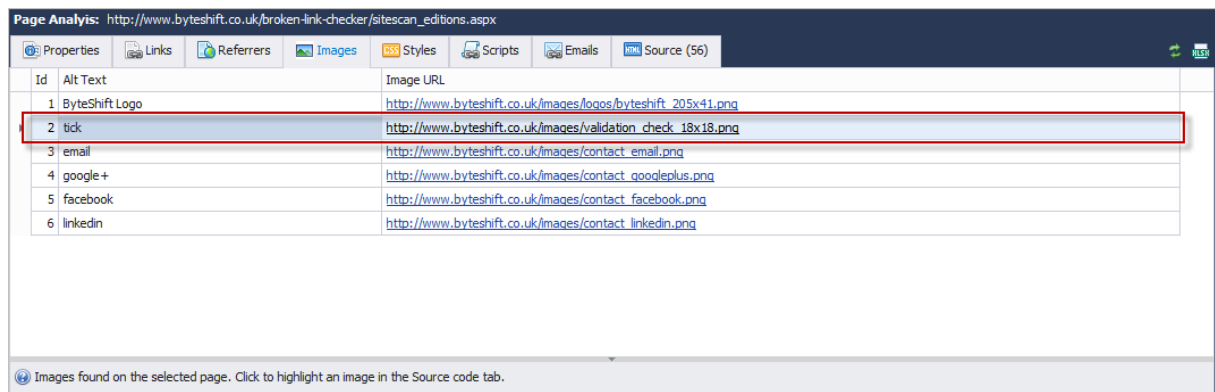 Page Analyis: http://www.byteshift.co.uk/broken-link-checker/sitescan_editions.aspx
Properties Links Referrers Images CSS Styles Scripts Emails HTML Source (56) XLSX
Id Alt Text Image URL
1 ByteShift Logo http://www.byteshift.co.uk/images/logos/byteshift_205x41.png
2 tick http://www.byteshift.co.uk/images/validation_check_18x18.png
3 email http://www.byteshift.co.uk/images/contact_email.png
4 google+ http://www.byteshift.co.uk/images/contact_googleplus.png
5 facebook http://www.byteshift.co.uk/images/contact_facebook.png
6 linkedin http://www.byteshift.co.uk/images/contact_linkedin.png
Images found on the selected page. Click to highlight an image in the Source code tab.